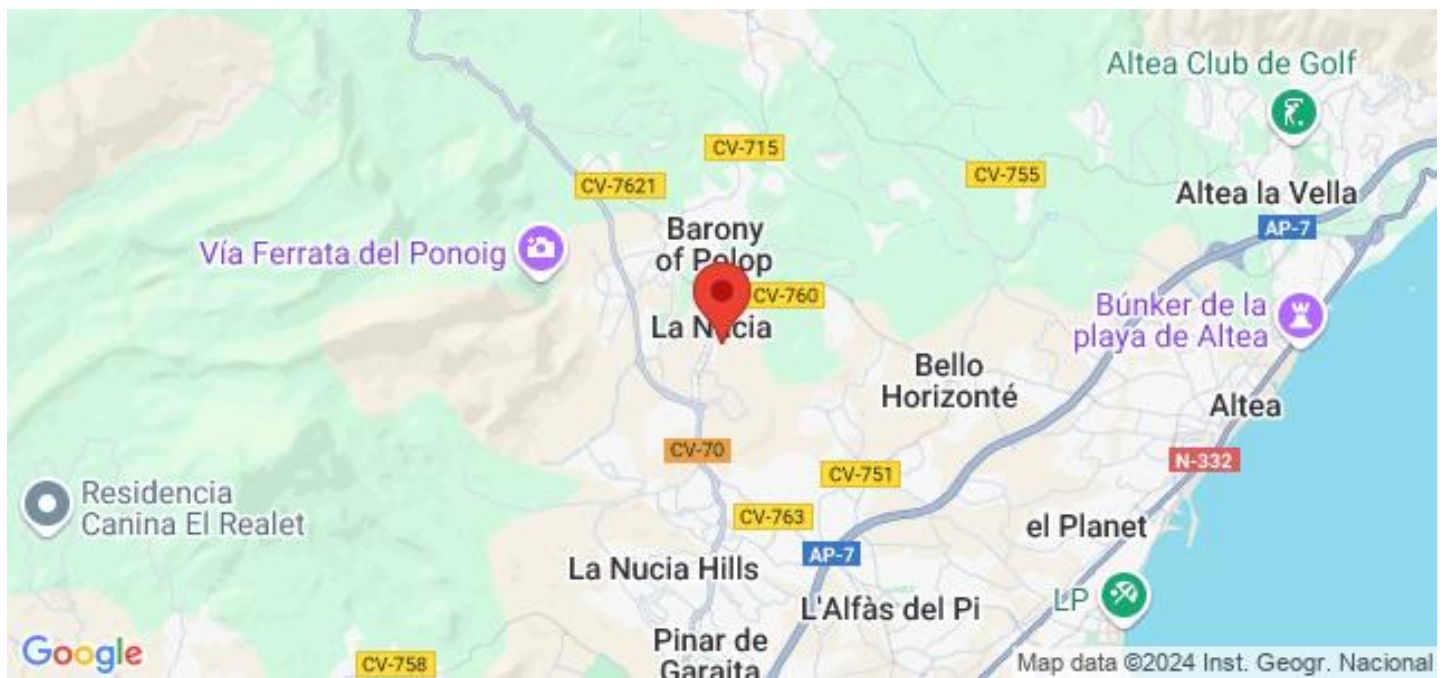 Altea Club de Golf
CV-715
CV-755
CV-7621
Altea la Vella
Barony
of Polop
AP-7
Vía Ferrata del Ponoig
CV-760
Búnker de la
playa de Altea
La Nucia
Bello
Horizonté
Altea
CV-70
N-332
CV-751
Residencia
Canina El Realet
CV-763
el Planet
AP-7
La Nucia Hills
LP
L'Alfàs del Pi
Pinar de
Garaita
Google
CV-758
Map data ©2024 Inst. Geogr. Nacional